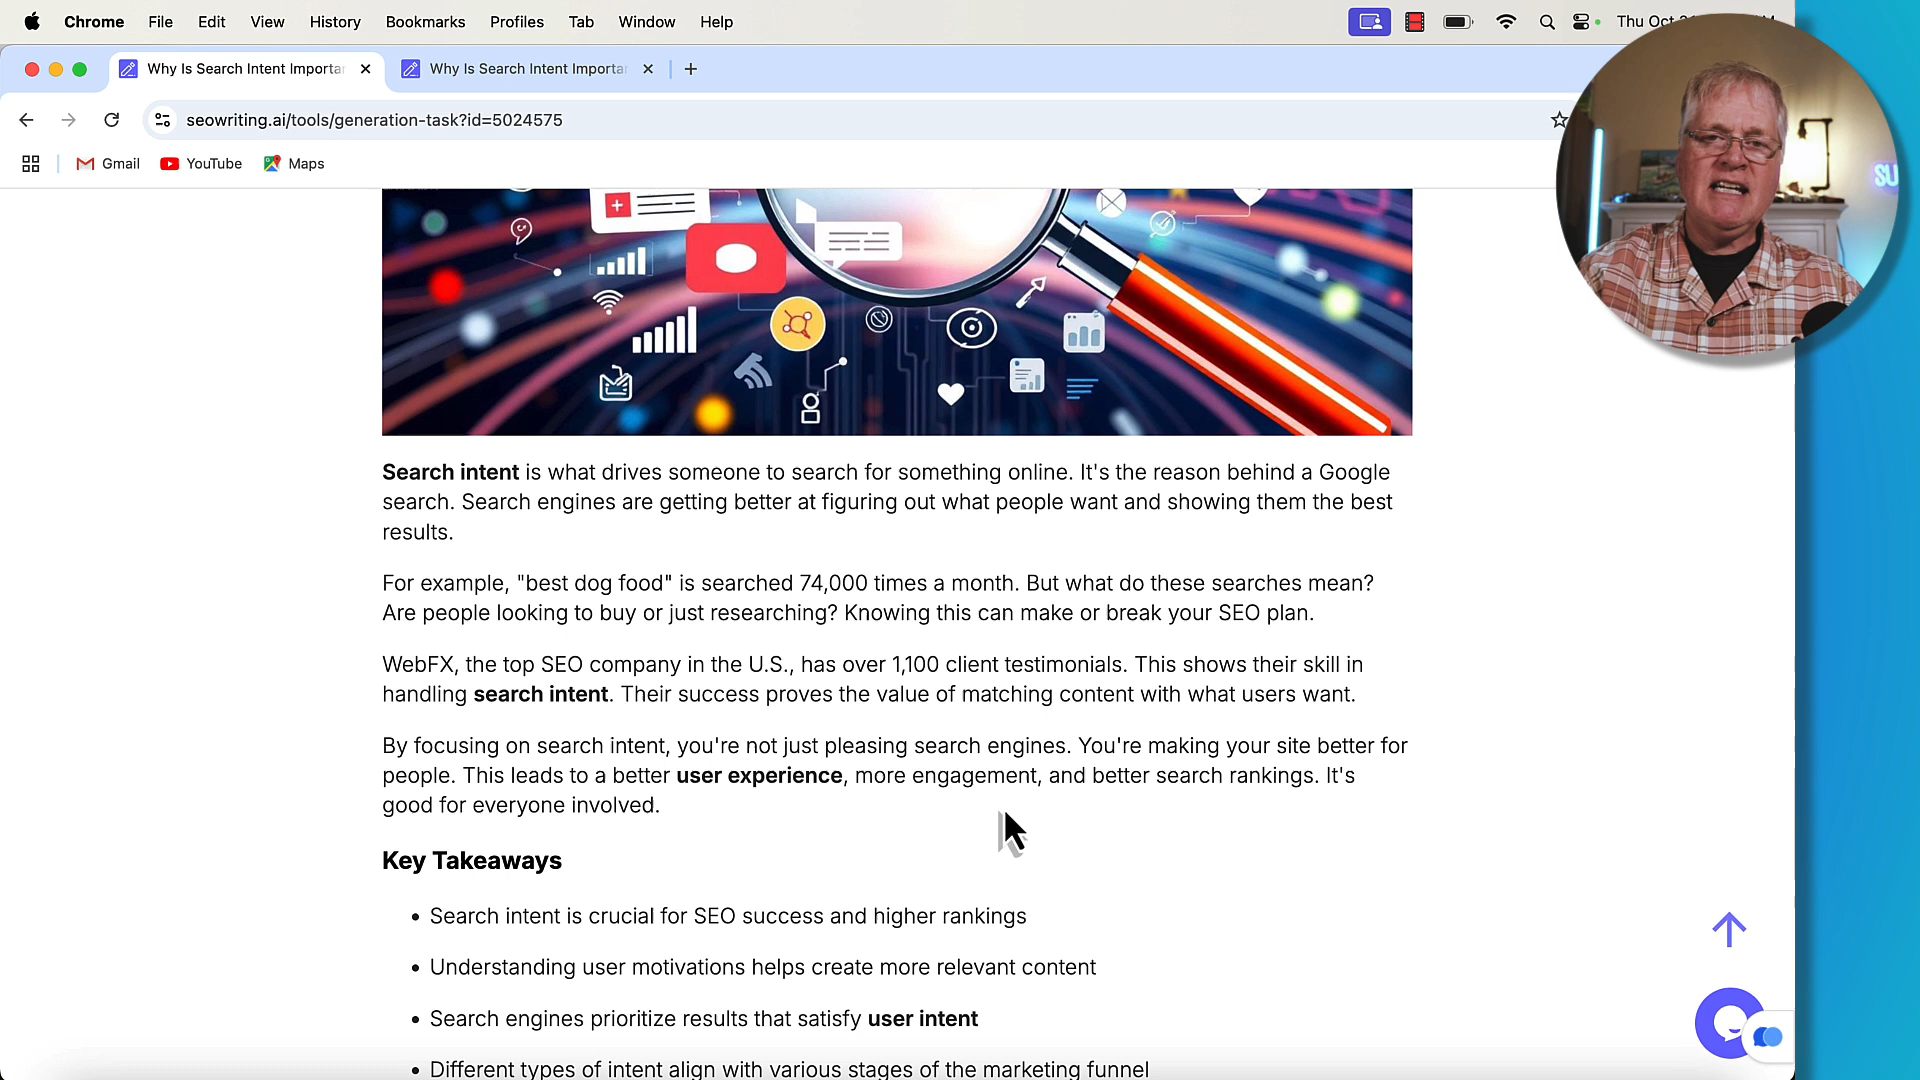 Chrome File Edit View History Bookmarks Profiles Tab Window Help
Thu Oct
Why Is Search Intent Importa
Why Is Search Intent Importa
seowriting.ai/tools/generation-task?id=5024575
Gmail YouTube Maps
SU
Search intent is what drives someone to search for something online. It's the reason behind a Google
search. Search engines are getting better at figuring out what people want and showing them the best
results.
For example, "best dog food" is searched 74,000 times a month. But what do these searches mean?
Are people looking to buy or just researching? Knowing this can make or break your SEO plan.
WebFX, the top SEO company in the U.S., has over 1,100 client testimonials. This shows their skill in
handling search intent. Their success proves the value of matching content with what users want.
By focusing on search intent, you're not just pleasing search engines. You're making your site better for
people. This leads to a better user experience, more engagement, and better search rankings. It's
good for everyone involved.
Key Takeaways
• Search intent is crucial for SEO success and higher rankings
• Understanding user motivations helps create more relevant content
• Search engines prioritize results that satisfy user intent
• Different types of intent align with various stages of the marketing funnel